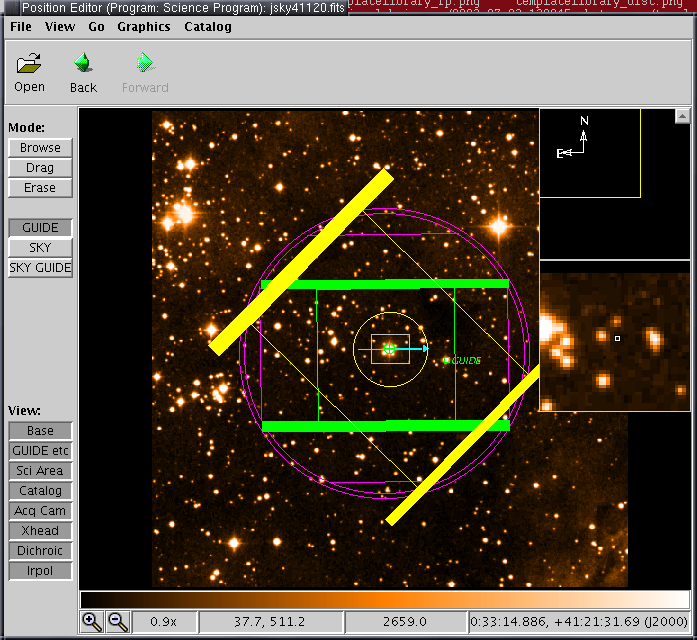 Position Editor (Program: Science Program): jsky41120.fits
File View Go Graphics Catalog
Open Back Forward
Mode:
Browse
Drag
Erase
GUIDE
SKY
SKY GUIDE
N
E
GUIDE
View:
Base
GUIDE etc
Sci Area
Catalog
Acq Cam
Xhead
Dichroic
Irpol
0.9x 37.7, 511.2 2659.0 0:33:14.886, +41:21:31.69 (J2000)